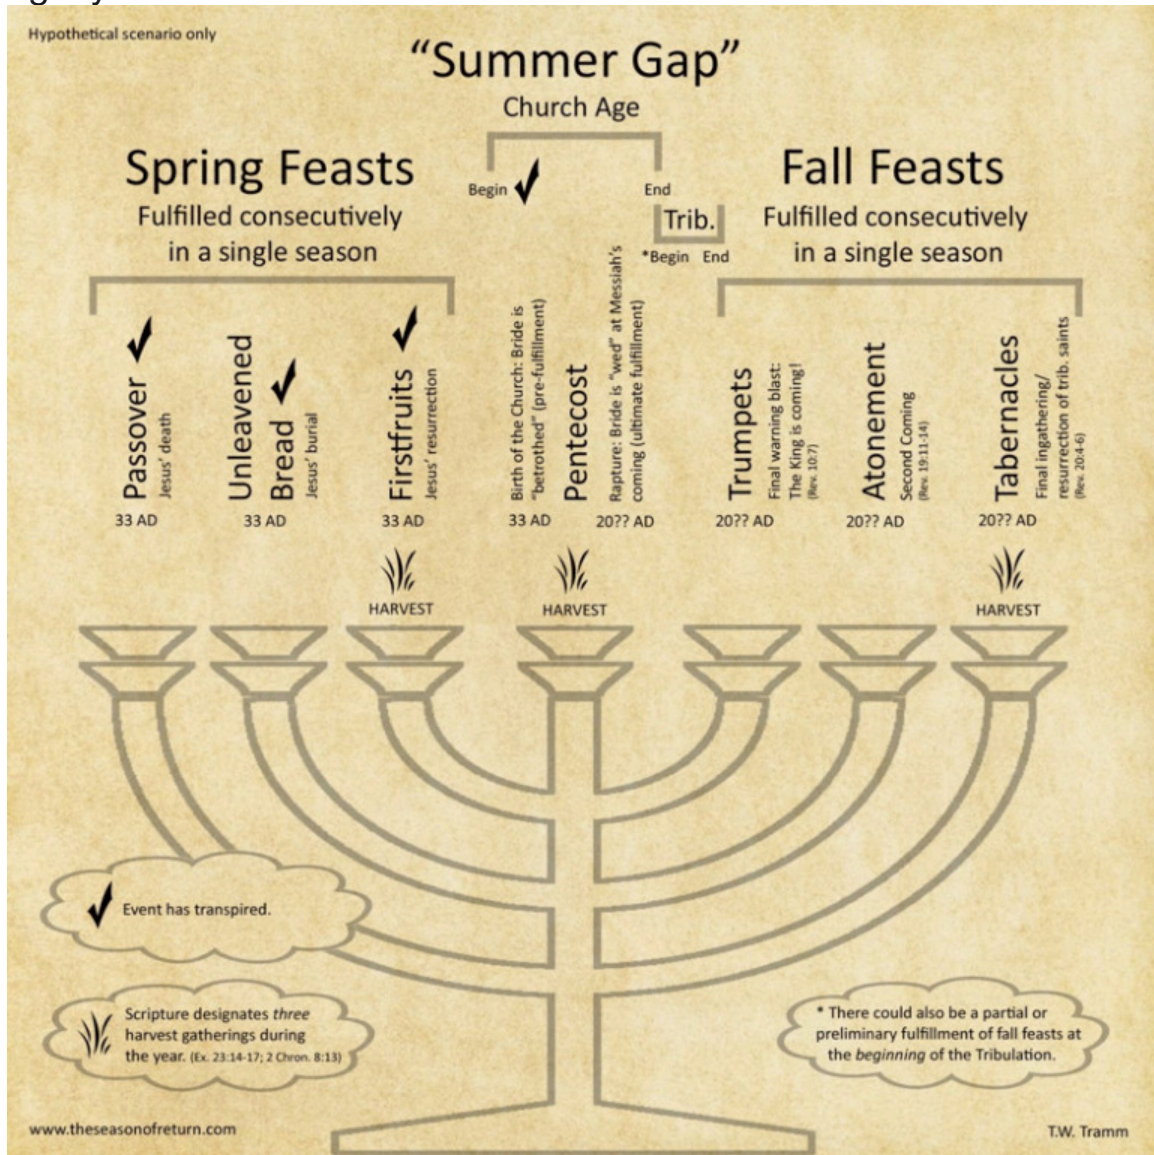 Hypothetical scenario only
“Summer Gap”
Church Age
Begin
End
Trib.
*Begin End
Spring Feasts
Fulfilled consecutively
in a single season
Fall Feasts
Fulfilled consecutively
in a single season
Passover
Jesus’ death
33 AD
Unleavened
Bread
Jesus’ burial
33 AD
Firstfruits
Jesus’ resurrection
33 AD
HARVEST
Birth of the Church: Bride is
“betrothed” (pre-fulfillment)
33 AD
Pentecost
HARVEST
Rapture: Bride is “wed” at Messiah’s
coming (ultimate fulfillment)
20?? AD
Trumpets
Final warning blast:
The King is coming!
(Rev. 10:7)
20?? AD
Atonement
Second Coming
(Rev. 19:11-14)
20?? AD
Tabernacles
Final ingathering/
resurrection of trib. saints
(Rev. 20:4-6)
20?? AD
HARVEST
Event has transpired.
Scripture designates three
harvest gatherings during
the year. (Ex. 23:14-17; 2 Chron. 8:13)
* There could also be a partial or
preliminary fulfillment of fall feasts at
the beginning of the Tribulation.
www.theseasonofreturn.com
T.W. Tramm